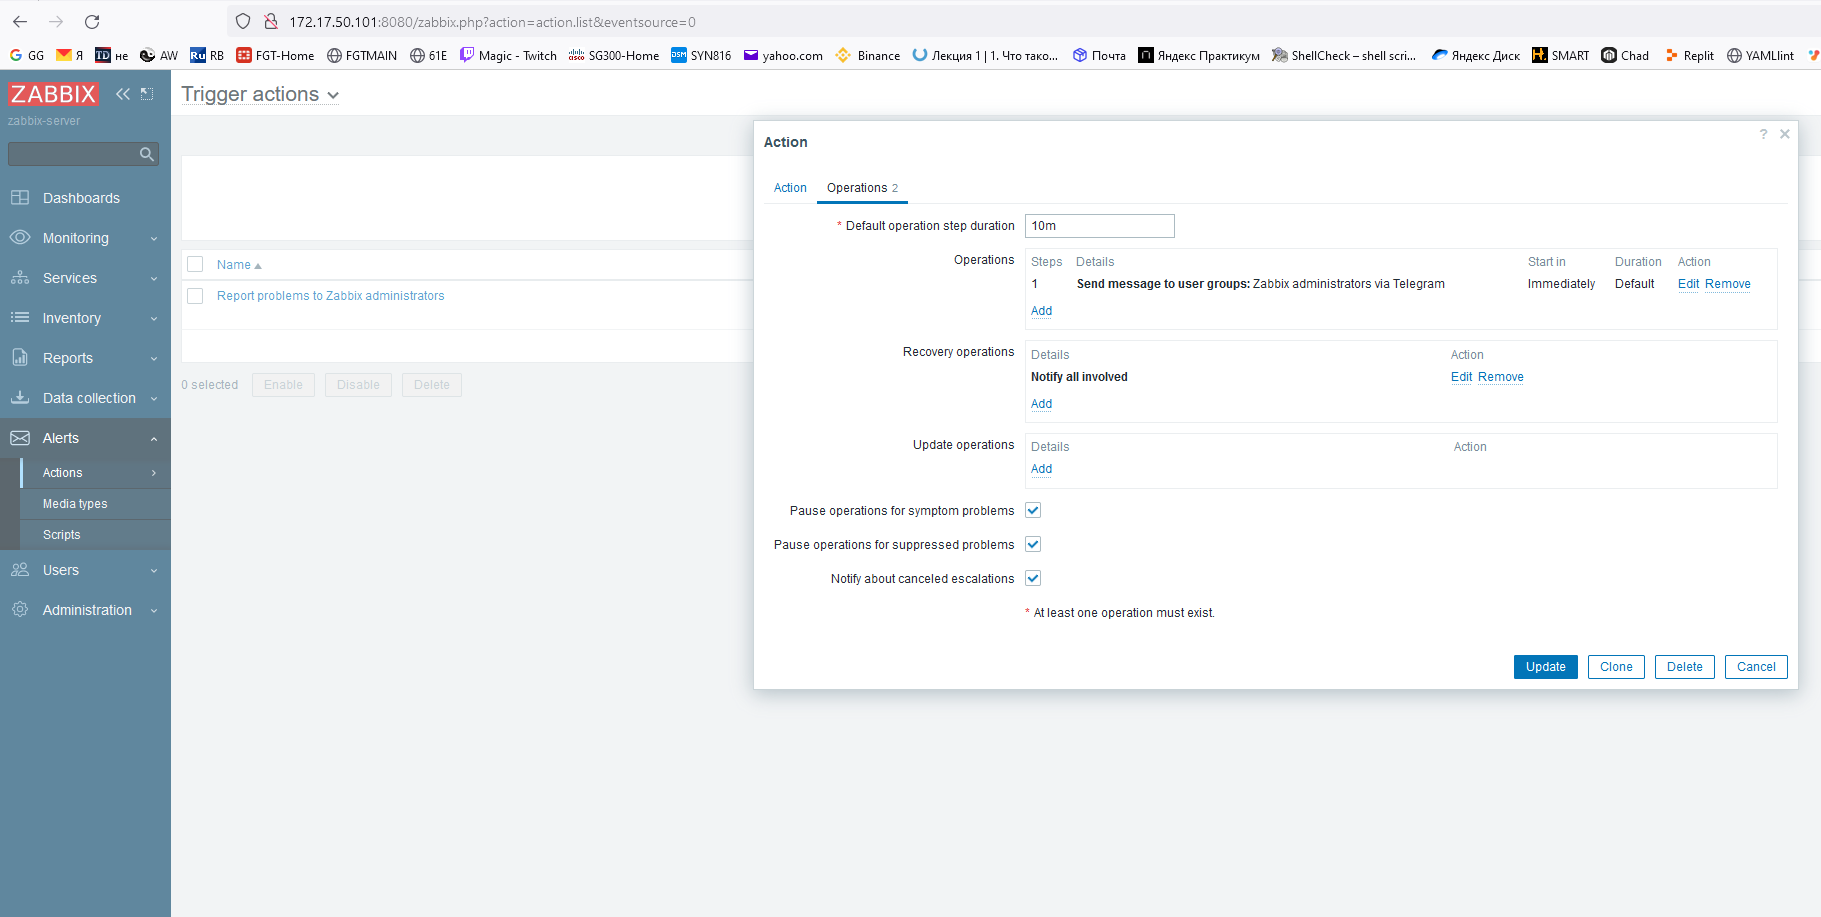 172.17.50.101:8080/zabbix.php?action=action.list&eventsource=0
GG Я не AW RB FGT-Home FGTMAIN 61E Magic - Twitch SG300-Home SYN816 yahoo.com Binance Лекция 1 | 1. Что тако... Почта Яндекс Практикум ShellCheck – shell scri... Яндекс Диск SMART Chad Replit YAMLlint
ZABBIX
zabbix-server
Dashboards
Monitoring
Services
Inventory
Reports
Data collection
Alerts
Actions
Media types
Scripts
Users
Administration
Trigger actions
Name
Report problems to Zabbix administrators
0 selected Enable Disable Delete
Action
?
Action Operations 2
* Default operation step duration 10m
Operations Steps Details Start in Duration Action
1 Send message to user groups: Zabbix administrators via Telegram Immediately Default Edit Remove
Add
Recovery operations Details Action
Notify all involved Edit Remove
Add
Update operations Details Action
Add
Pause operations for symptom problems
Pause operations for suppressed problems
Notify about canceled escalations
* At least one operation must exist.
Update Clone Delete Cancel